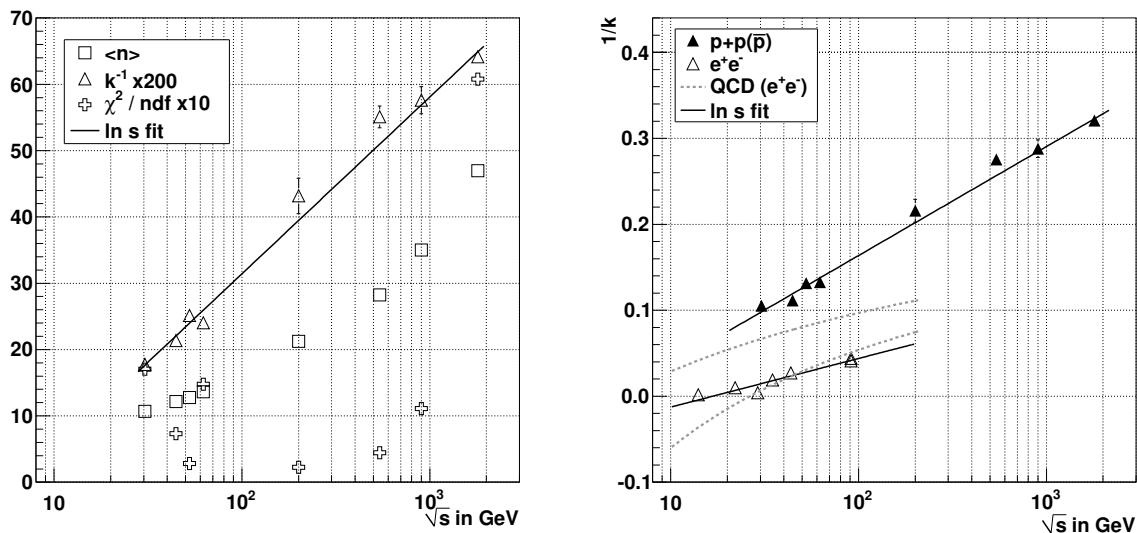 70
60
50
40
30
20
10
0
<n>
k⁻¹ x200
χ² / ndf x10
ln s fit
10
10²
10³
√s in GeV
1/k
0.4
0.3
0.2
0.1
0.0
-0.1
p+p(p̅)
e⁺e⁻
QCD (e⁺e⁻)
ln s fit
10
10²
10³
√s in GeV